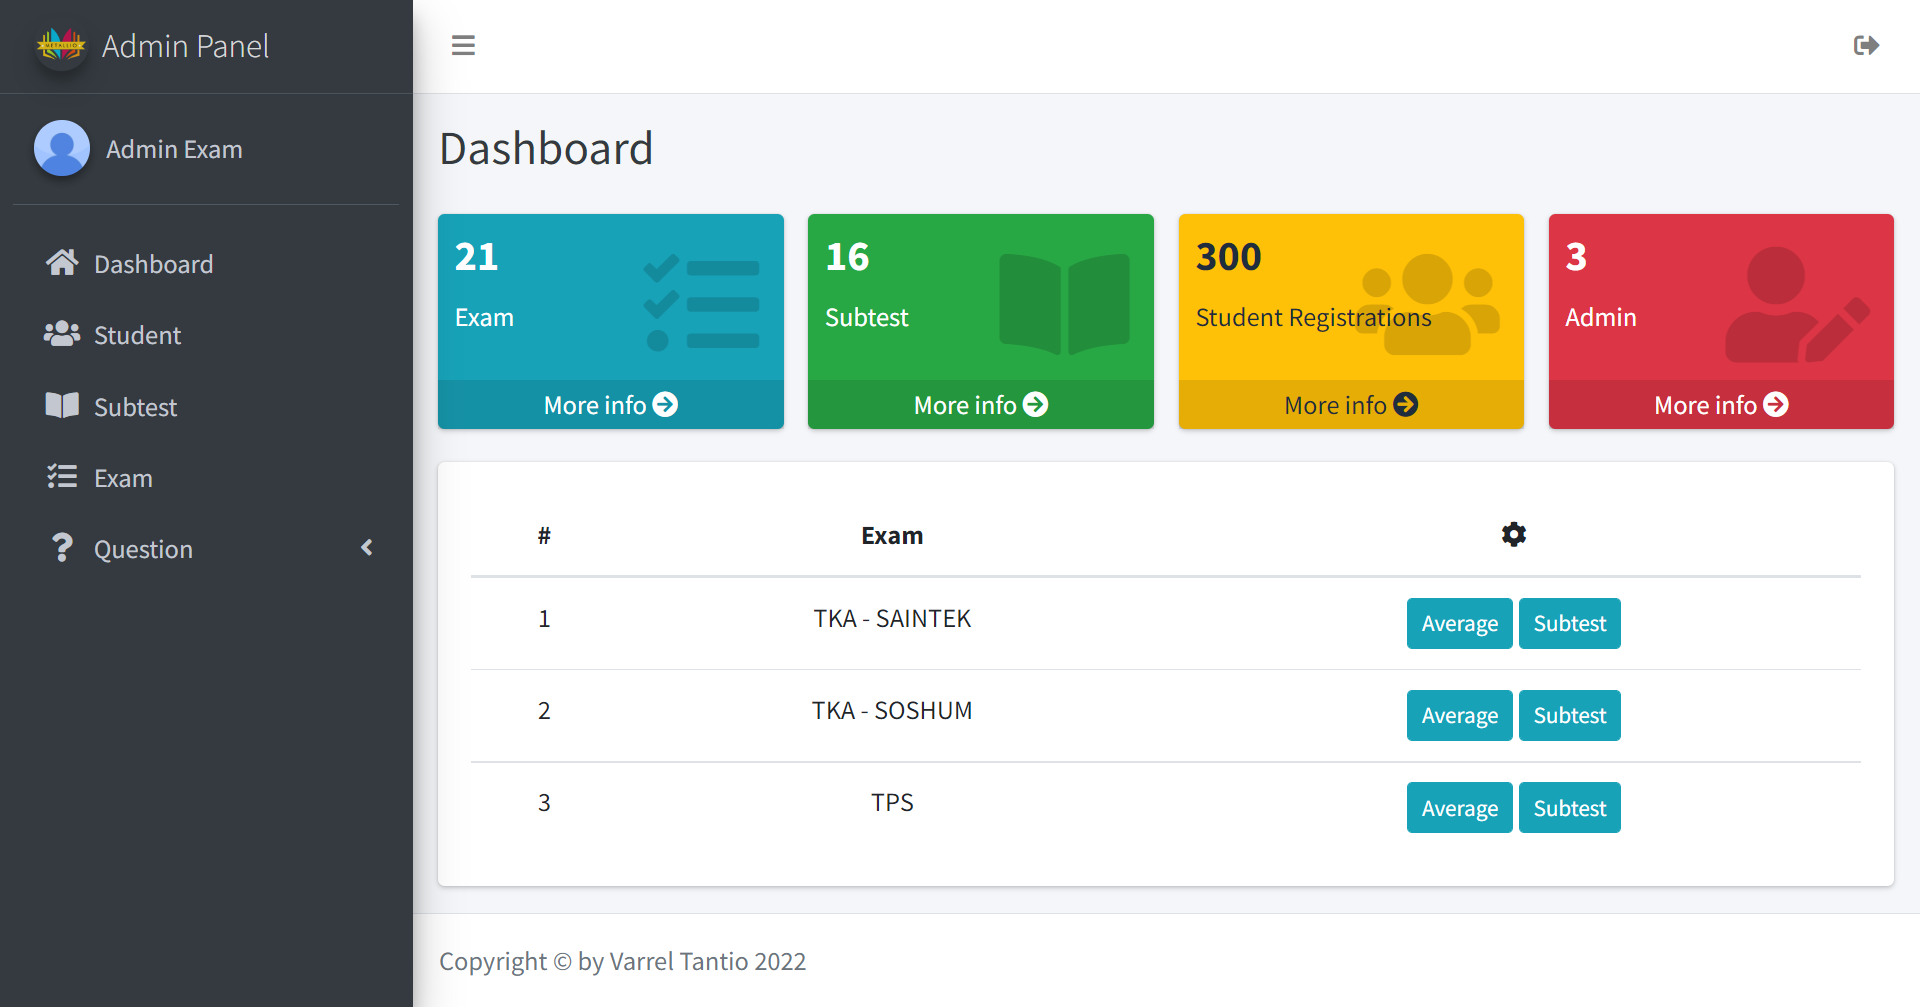 METALLIO
Admin Panel
Admin Exam
Dashboard
Student
Subtest
Exam
Question
Dashboard
21
Exam
More info
16
Subtest
More info
300
Student Registrations
More info
3
Admin
More info
# Exam
1 TKA - SAINTEK Average Subtest
2 TKA - SOSHUM Average Subtest
3 TPS Average Subtest
Copyright © by Varrel Tantio 2022